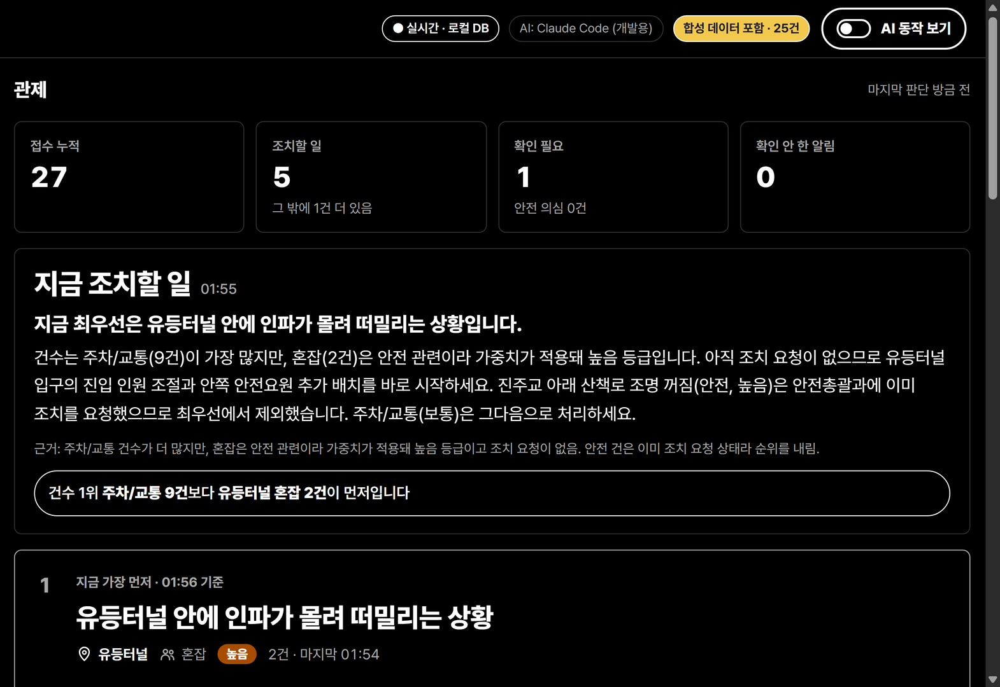 실시간 · 로컬 DB
AI: Claude Code (개발용)
합성 데이터 포함 · 25건
AI 동작 보기
관제
마지막 판단 방금 전
접수 누적
27
조치할 일
5
그 밖에 1건 더 있음
확인 필요
1
안전 의심 0건
확인 안 한 알림
0
지금 조치할 일 01:55
지금 최우선은 유등터널 안에 인파가 몰려 떠밀리는 상황입니다.
건수는 주차/교통(9건)이 가장 많지만, 혼잡(2건)은 안전 관련이라 가중치가 적용돼 높음 등급입니다. 아직 조치 요청이 없으므로 유등터널
입구의 진입 인원 조절과 안쪽 안전요원 추가 배치를 바로 시작하세요. 진주교 아래 산책로 조명 꺼짐(안전, 높음)은 안전총괄과에 이미
조치를 요청했으므로 최우선에서 제외했습니다. 주차/교통(보통)은 그다음으로 처리하세요.
근거: 주차/교통 건수가 더 많지만, 혼잡은 안전 관련이라 가중치가 적용돼 높음 등급이고 조치 요청이 없음. 안전 건은 이미 조치 요청 상태라 순위를 내림.
건수 1위 주차/교통 9건보다 유등터널 혼잡 2건이 먼저입니다
1
지금 가장 먼저 · 01:56 기준
유등터널 안에 인파가 몰려 떠밀리는 상황
유등터널 혼잡 높음 2건 · 마지막 01:54